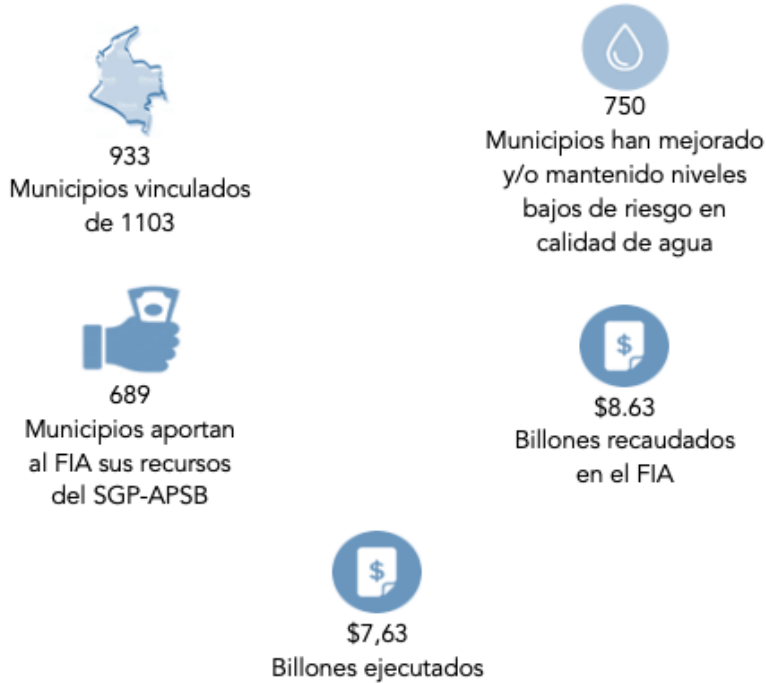 933
Municipios vinculados
de 1103
750
Municipios han mejorado
y/o mantenido niveles
bajos de riesgo en
calidad de agua
689
Municipios aportan
al FIA sus recursos
del SGP-APSB
$
$8.63
Billones recaudados
en el FIA
$
$7,63
Billones ejecutados